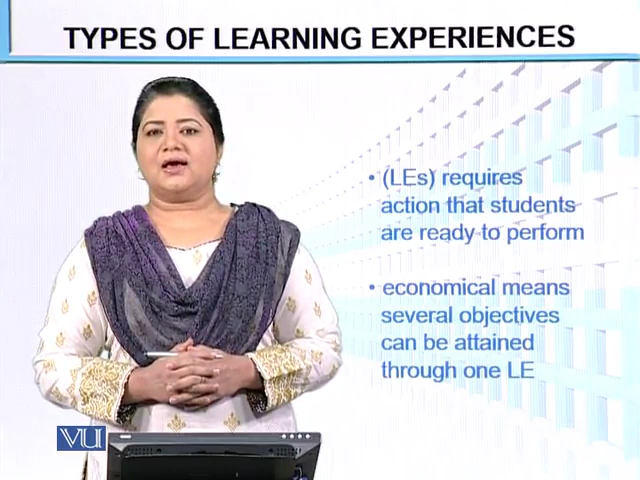 TYPES OF LEARNING EXPERIENCES
• (LEs) requires
action that students
are ready to perform
• economical means
several objectives
can be attained
through one LE
VU